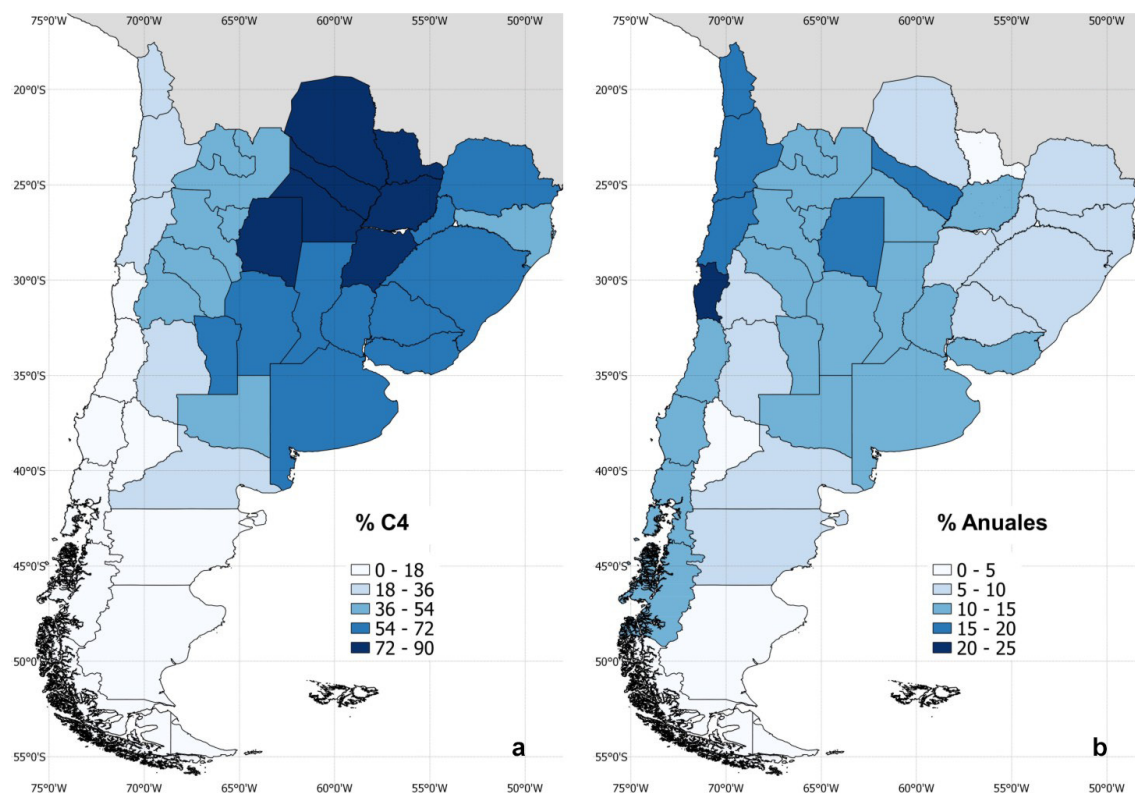 75°0'W 70°0'W 65°0'W 60°0'W 55°0'W 50°0'W
20°0'S
25°0'S
30°0'S
35°0'S
40°0'S
45°0'S
50°0'S
55°0'S
% C4
0 - 18
18 - 36
36 - 54
54 - 72
72 - 90
a
75°0'W 70°0'W 65°0'W 60°0'W 55°0'W 50°0'W
75°0'W 70°0'W 65°0'W 60°0'W 55°0'W 50°0'W
20°0'S
25°0'S
30°0'S
35°0'S
40°0'S
45°0'S
50°0'S
55°0'S
% Anuales
0 - 5
5 - 10
10 - 15
15 - 20
20 - 25
b
75°0'W 70°0'W 65°0'W 60°0'W 55°0'W 50°0'W